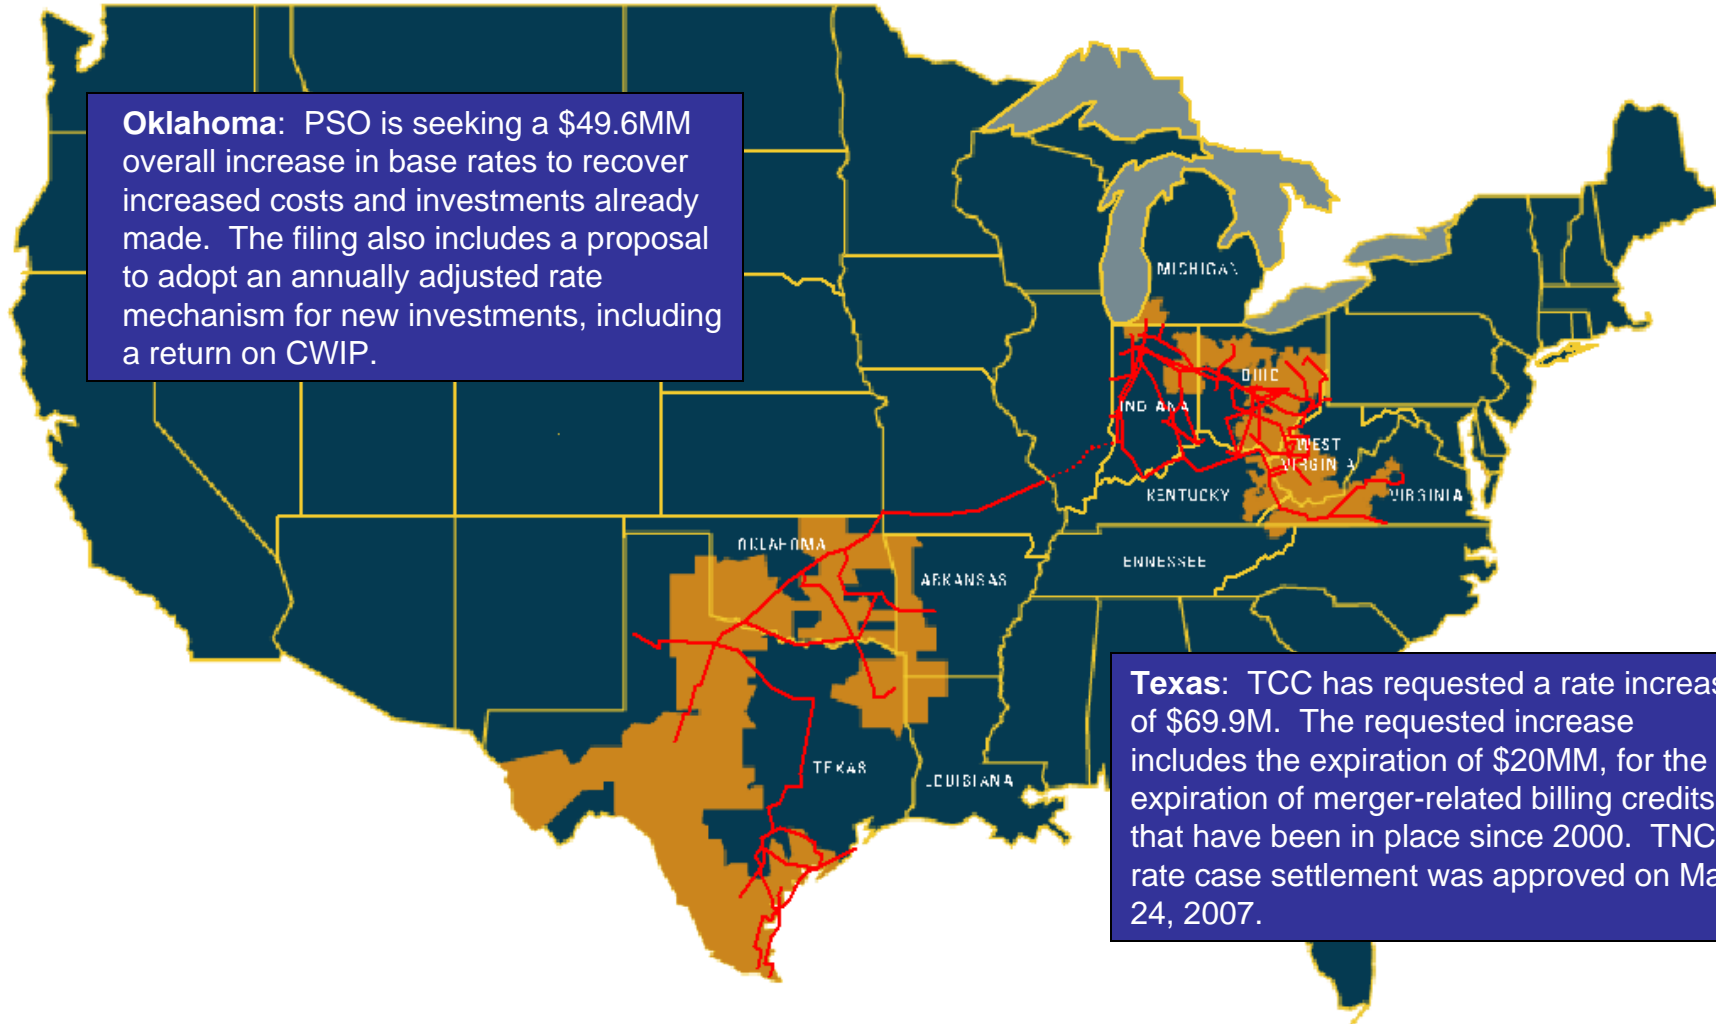 Oklahoma: PSO is seeking a $49.6MM
overall increase in base rates to recover
increased costs and investments already
made. The filing also includes a proposal
to adopt an annually adjusted rate
mechanism for new investments, including
a return on CWIP.
MICHIGAN
OHIO
IND ANA
WEST
VIRGIN A
KENTUCKY
VIRGINIA
OKLAHOMA
ARKANSAS
ENNESSEE
TEXAS
LOUISIANA
Texas: TCC has requested a rate increas
of $69.9M. The requested increase
includes the expiration of $20MM, for the
expiration of merger-related billing credits
that have been in place since 2000. TNC
rate case settlement was approved on Ma
24, 2007.